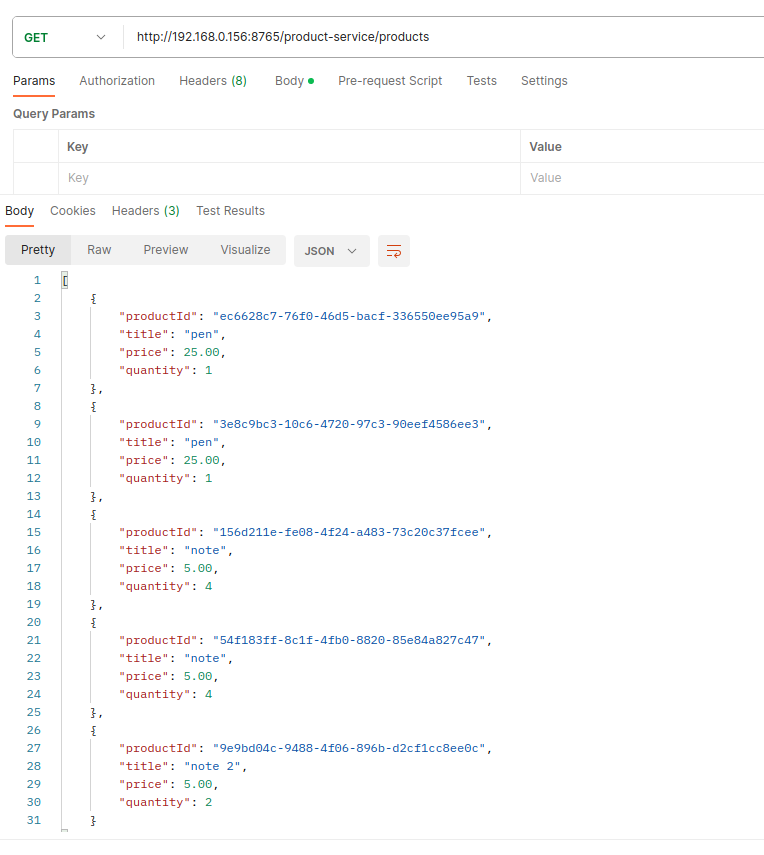 GET http://192.168.0.156:8765/product-service/products
Params Authorization Headers (8) Body Pre-request Script Tests Settings
Query Params
Key Value
Key Value
Body Cookies Headers (3) Test Results
Pretty Raw Preview Visualize JSON
1 [
2 {
3 "productId": "ec6628c7-76f0-46d5-bacf-336550ee95a9",
4 "title": "pen",
5 "price": 25.00,
6 "quantity": 1
7 },
8 {
9 "productId": "3e8c9bc3-10c6-4720-97c3-90eef4586ee3",
10 "title": "pen",
11 "price": 25.00,
12 "quantity": 1
13 },
14 {
15 "productId": "156d211e-fe08-4f24-a483-73c20c37fcee",
16 "title": "note",
17 "price": 5.00,
18 "quantity": 4
19 },
20 {
21 "productId": "54f183ff-8c1f-4fb0-8820-85e84a827c47",
22 "title": "note",
23 "price": 5.00,
24 "quantity": 4
25 },
26 {
27 "productId": "9e9bd04c-9488-4f06-896b-d2cf1cc8ee0c",
28 "title": "note 2",
29 "price": 5.00,
30 "quantity": 2
31 }